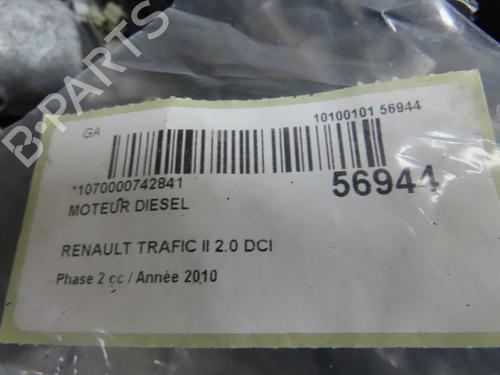 B-PARTS
GA
10100101 56944
*1070000742841
56944
MOTEUR DIESEL
RENAULT TRAFIC II 2.0 DCI
Phase 2 cc / Année 2010